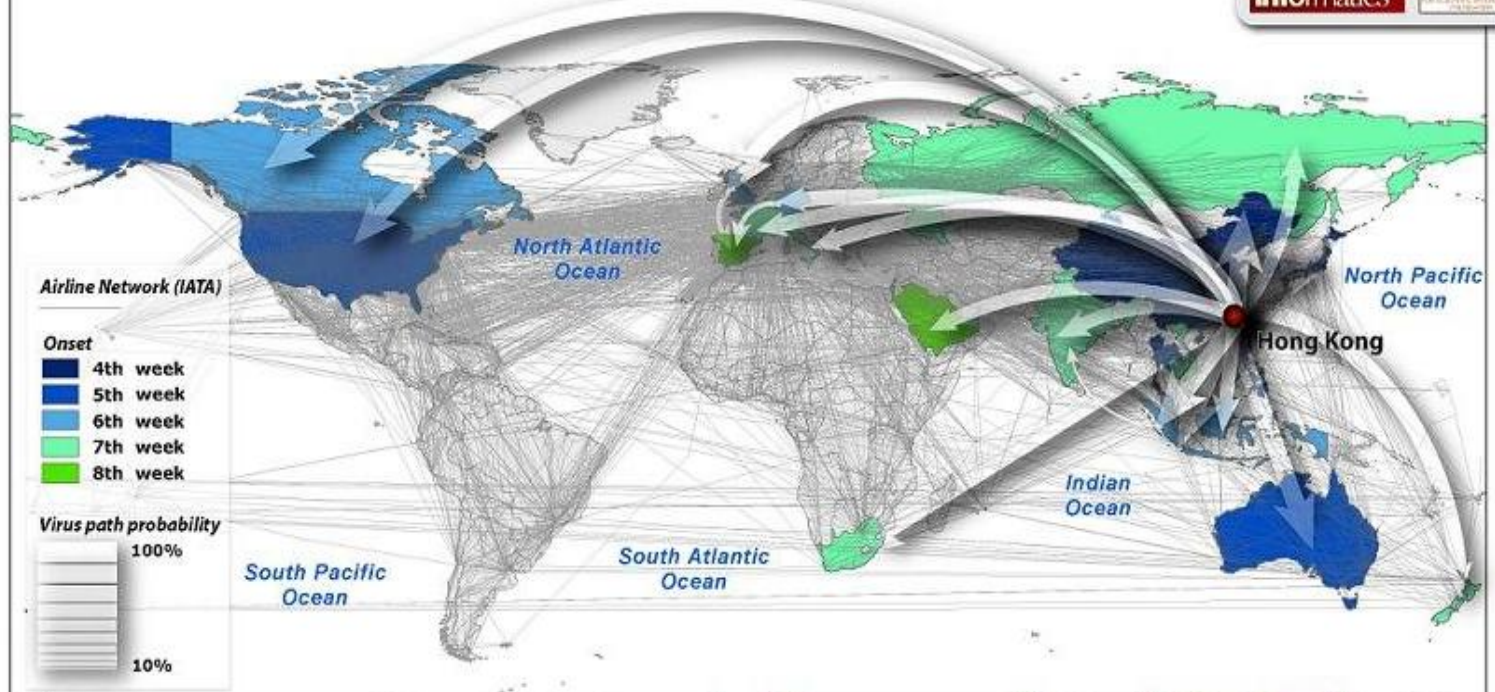 informatics
North Atlantic
Ocean
North Pacific
Ocean
Airline Network (IATA)
Hong Kong
Onset
4th week
5th week
6th week
7th week
8th week
Indian
Ocean
Virus path probability
100%
10%
South Pacific
Ocean
South Atlantic
Ocean